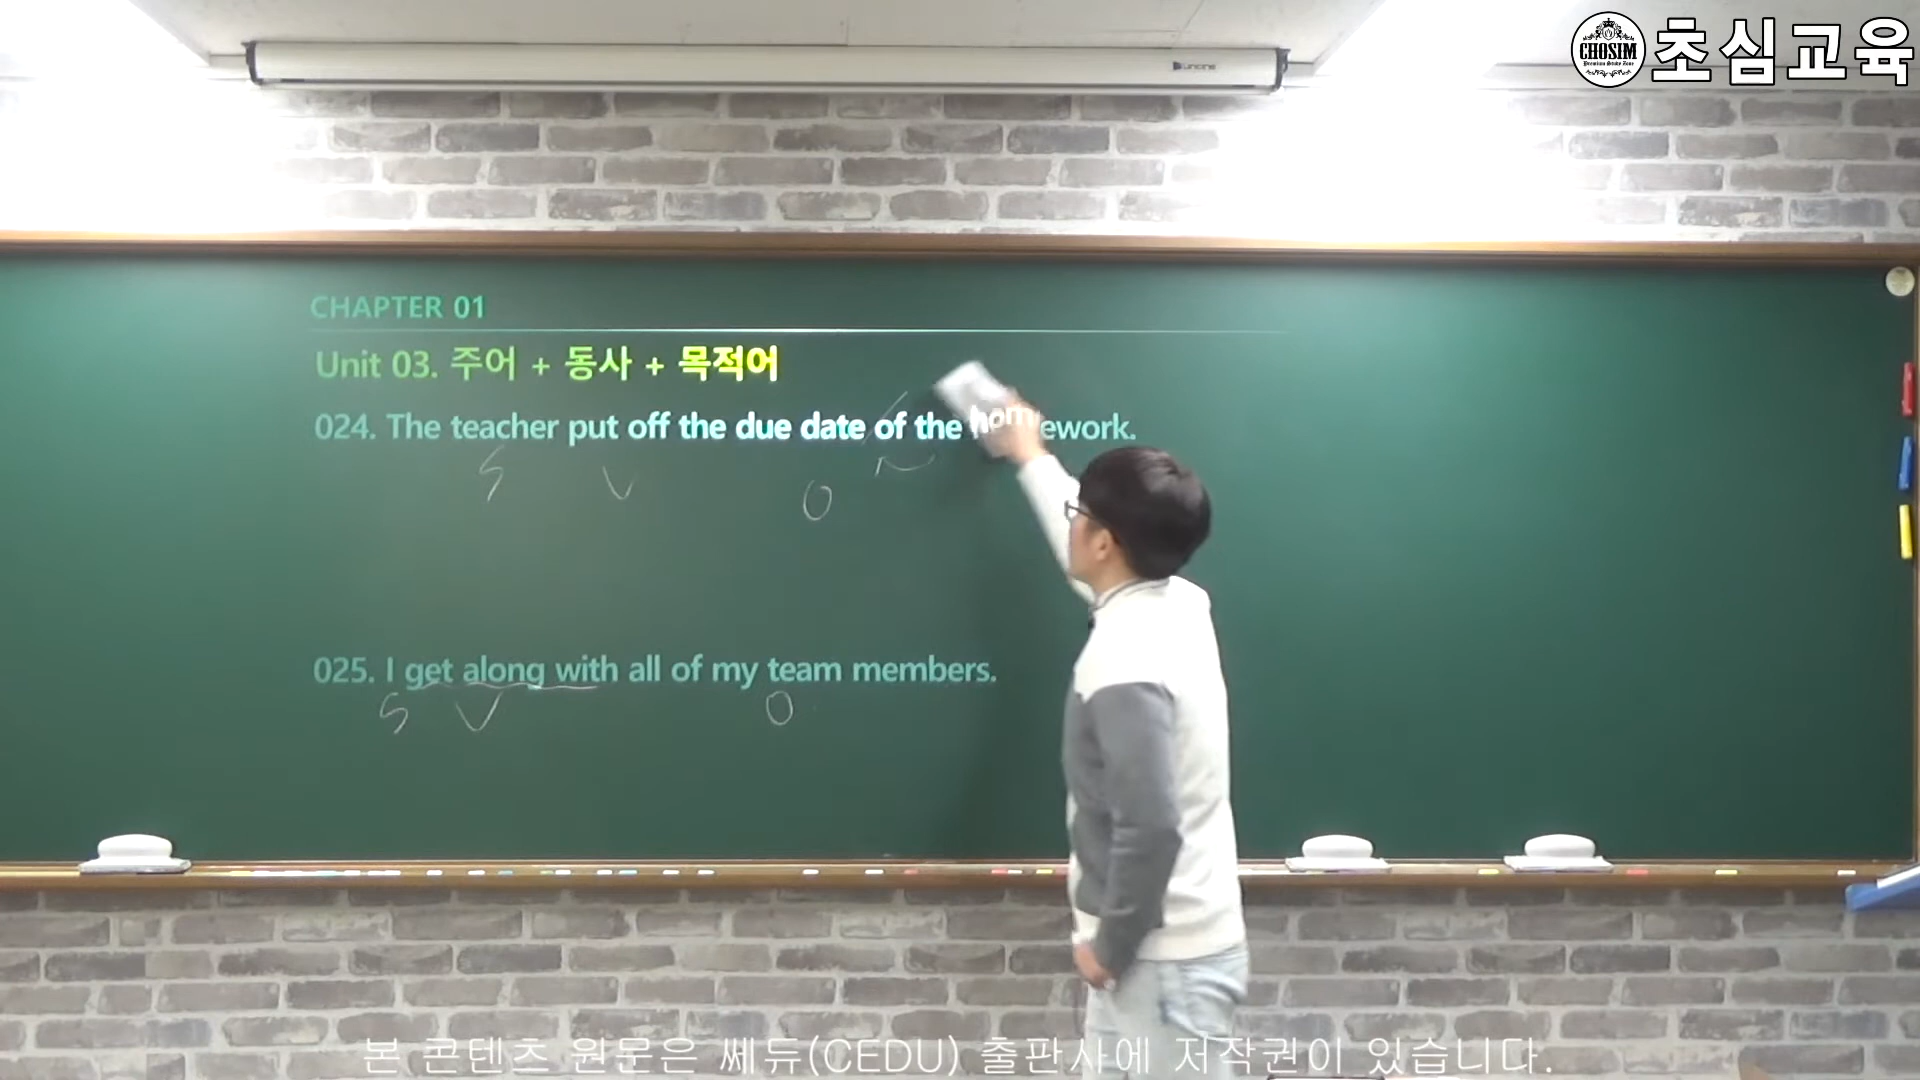 CHOSIM
Premium Study Zone
초심교육
CHAPTER 01
Unit 03. 주어 + 동사 + 목적어
024. The teacher put off the due date of the homework.
S V O
025. I get along with all of my team members.
S V O
본 콘텐츠 원문은 쎄듀(CEDU) 출판사에 저작권이 있습니다.